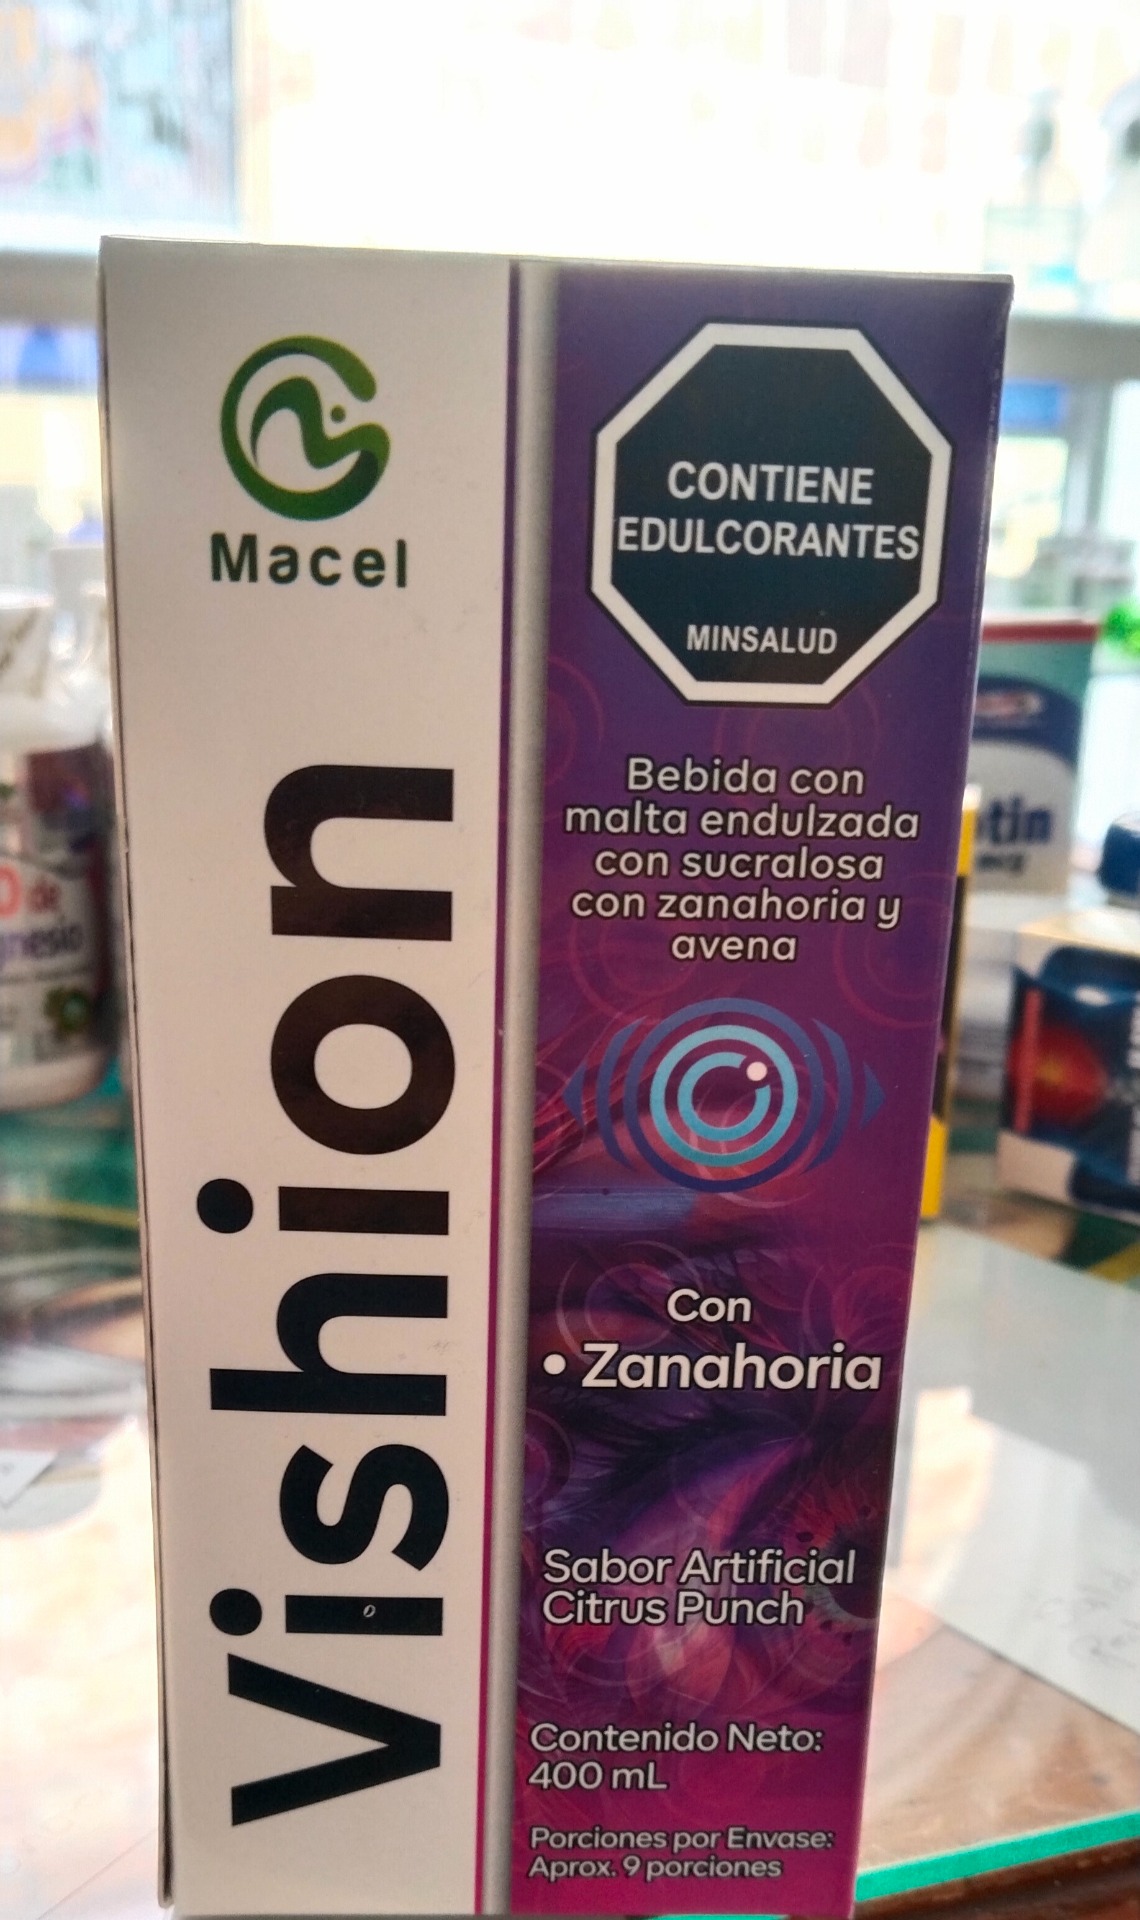 Macel
Vishion
CONTIENE
EDULCORANTES
MINSALUD
Bebida con
malta endulzada
con sucralosa
con zanahoria y
avena
Con
• Zanahoria
Sabor Artificial
Citrus Punch
Contenido Neto:
400 mL
Porciones por Envase:
Aprox. 9 porciones
de